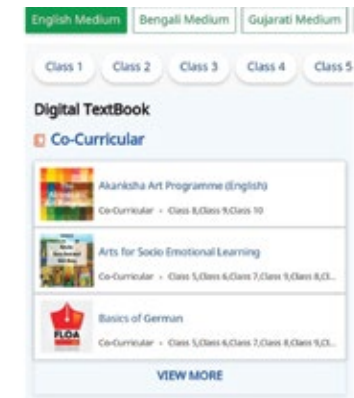 English Medium
Bengali Medium
Gujarati Medium
Class 1
Class 2
Class 3
Class 4
Class 5
Digital TextBook
Co-Curricular
Akanksha Art Programme (English)
Co-Curricular • Class 8,Class 9,Class 10
Arts for Socio Emotional Learning
Co-Curricular • Class 5,Class 6,Class 7,Class 9,Class 8,Cl...
FLOA
Basics of German
Co-Curricular • Class 5,Class 6,Class 7,Class 8,Class 9,Cl...
VIEW MORE